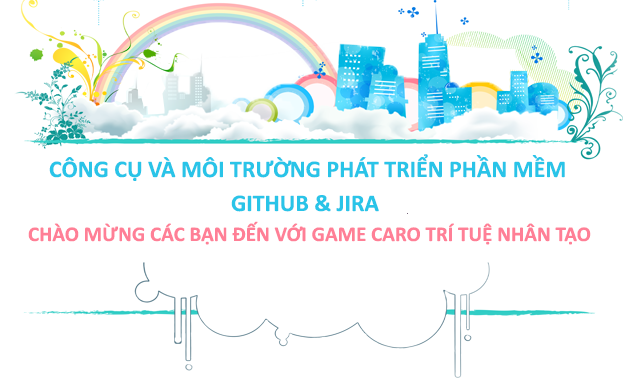 CÔNG CỤ VÀ MÔI TRƯỜNG PHÁT TRIỂN PHẦN MỀM
GITHUB & JIRA
CHÀO MỪNG CÁC BẠN ĐẾN VỚI GAME CARO TRÍ TUỆ NHÂN TẠO